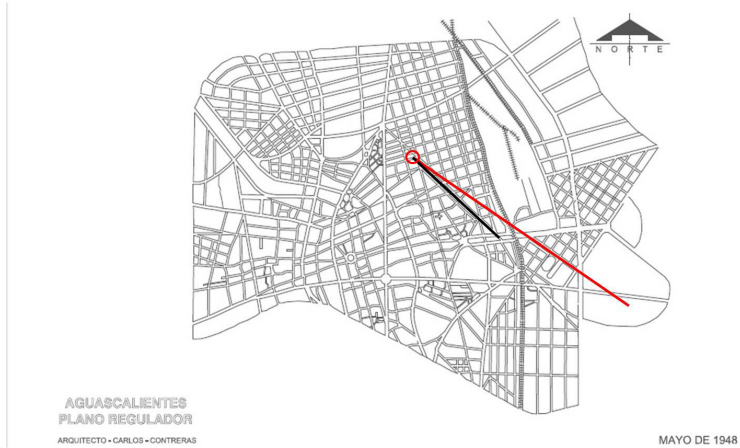 NORTE
AGUASCALIENTES
PLANO REGULADOR
ARQUITECTO - CARLOS - CONTRERAS
MAYO DE 1948